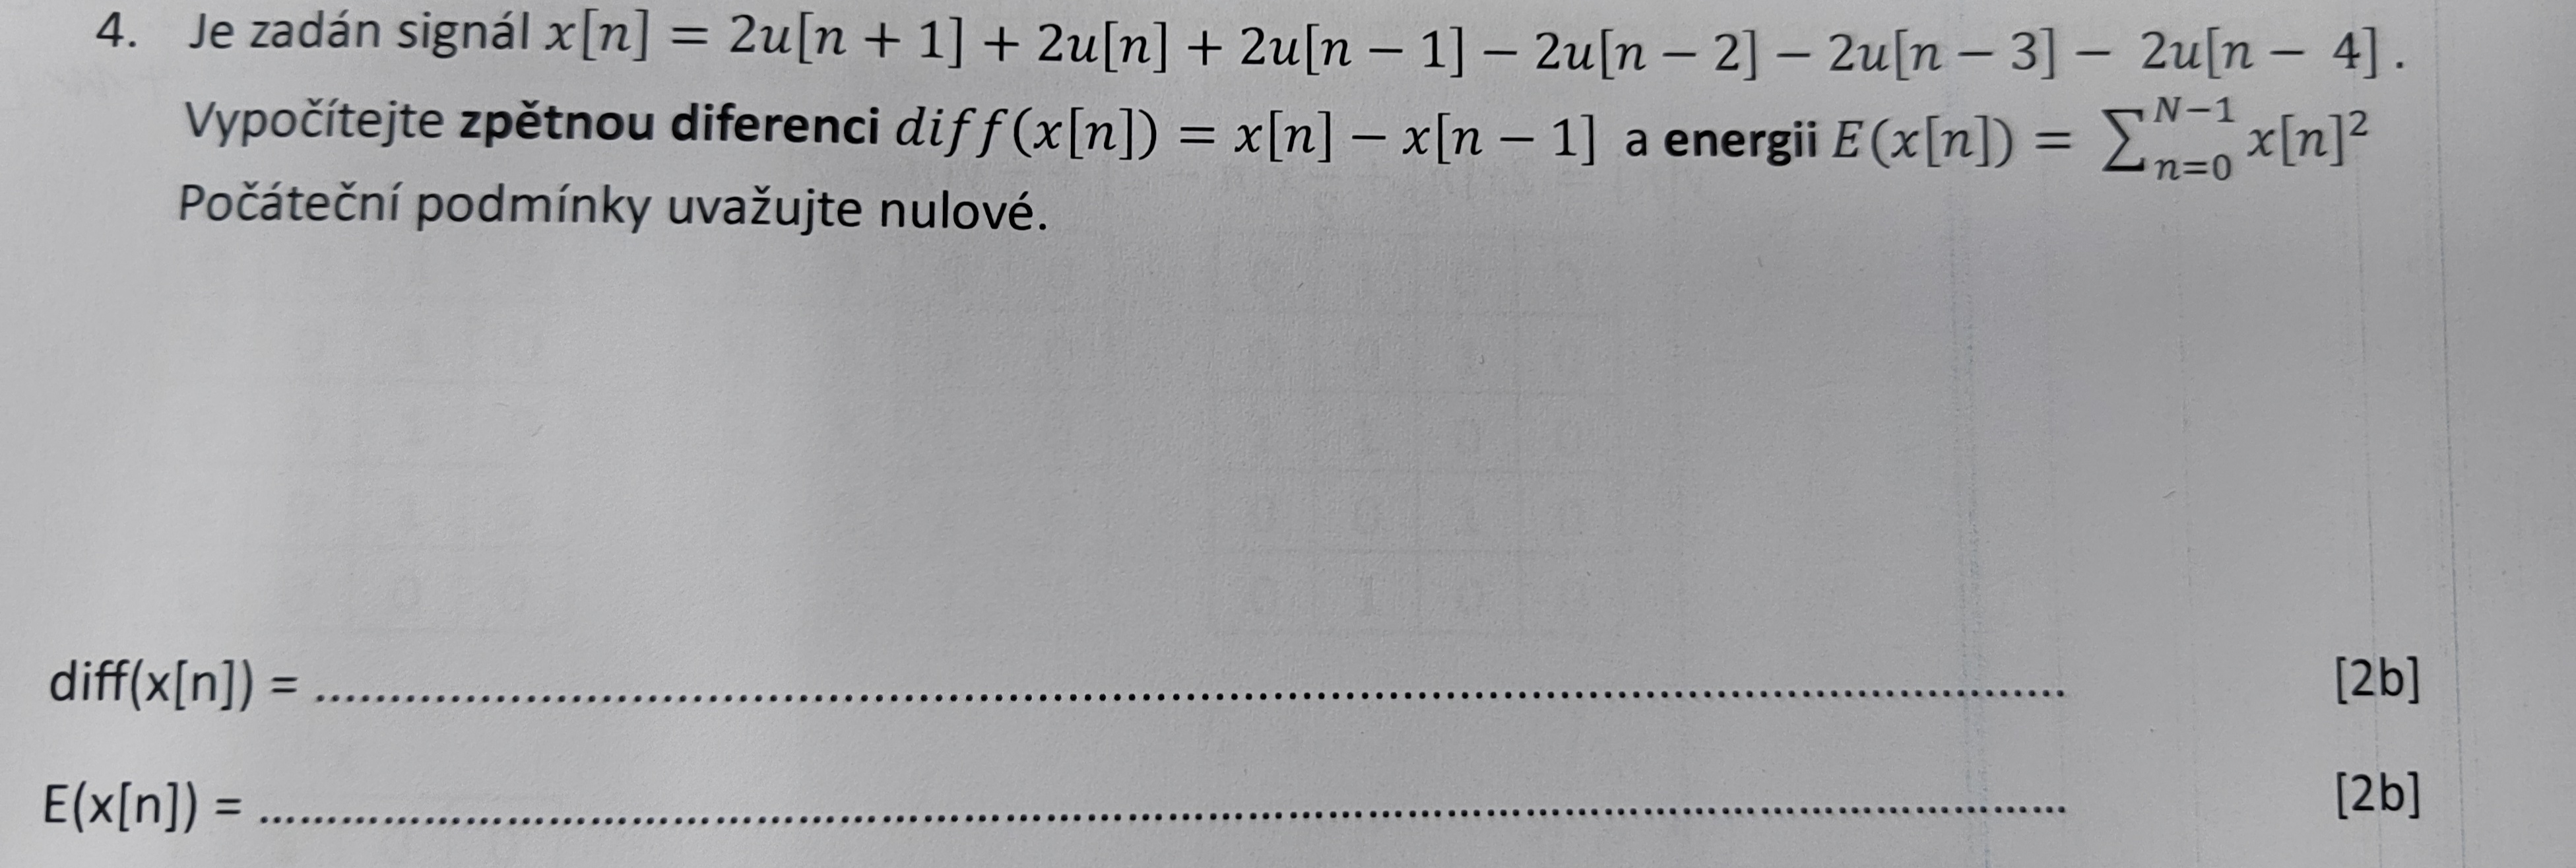 4. Je zadán signál x[n] = 2u[n + 1] + 2u[n] + 2u[n − 1] − 2u[n − 2] − 2u[n − 3] − 2u[n − 4] .
Vypočítejte zpětnou diferenci diff(x[n]) = x[n] − x[n − 1] a energii E(x[n]) = ∑_{n=0}^{N−1} x[n]²
Počáteční podmínky uvažujte nulové.
diff(x[n]) = ........................................................................................ [2b]
E(x[n]) = ........................................................................................ [2b]